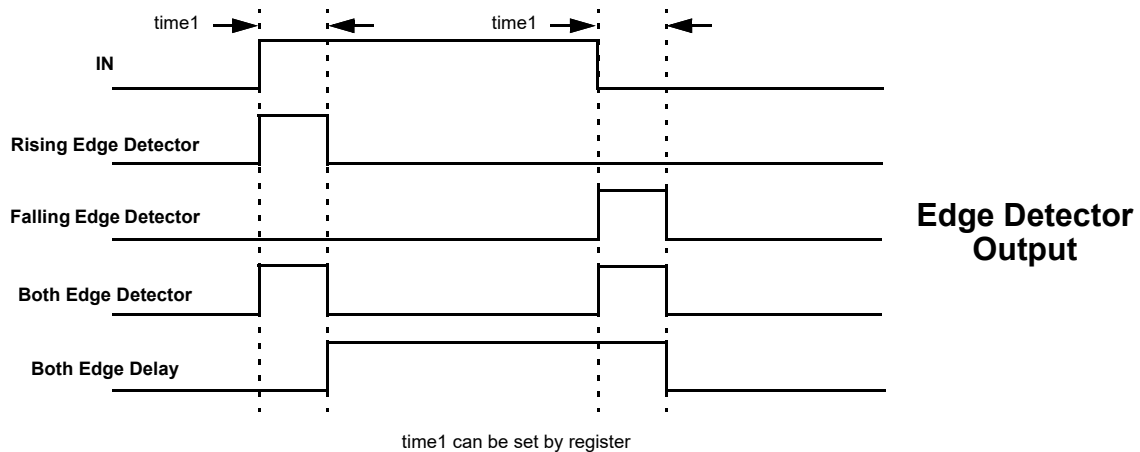 time1
time1
IN
Rising Edge Detector
Falling Edge Detector
Edge Detector
Output
Both Edge Detector
Both Edge Delay
time1 can be set by register